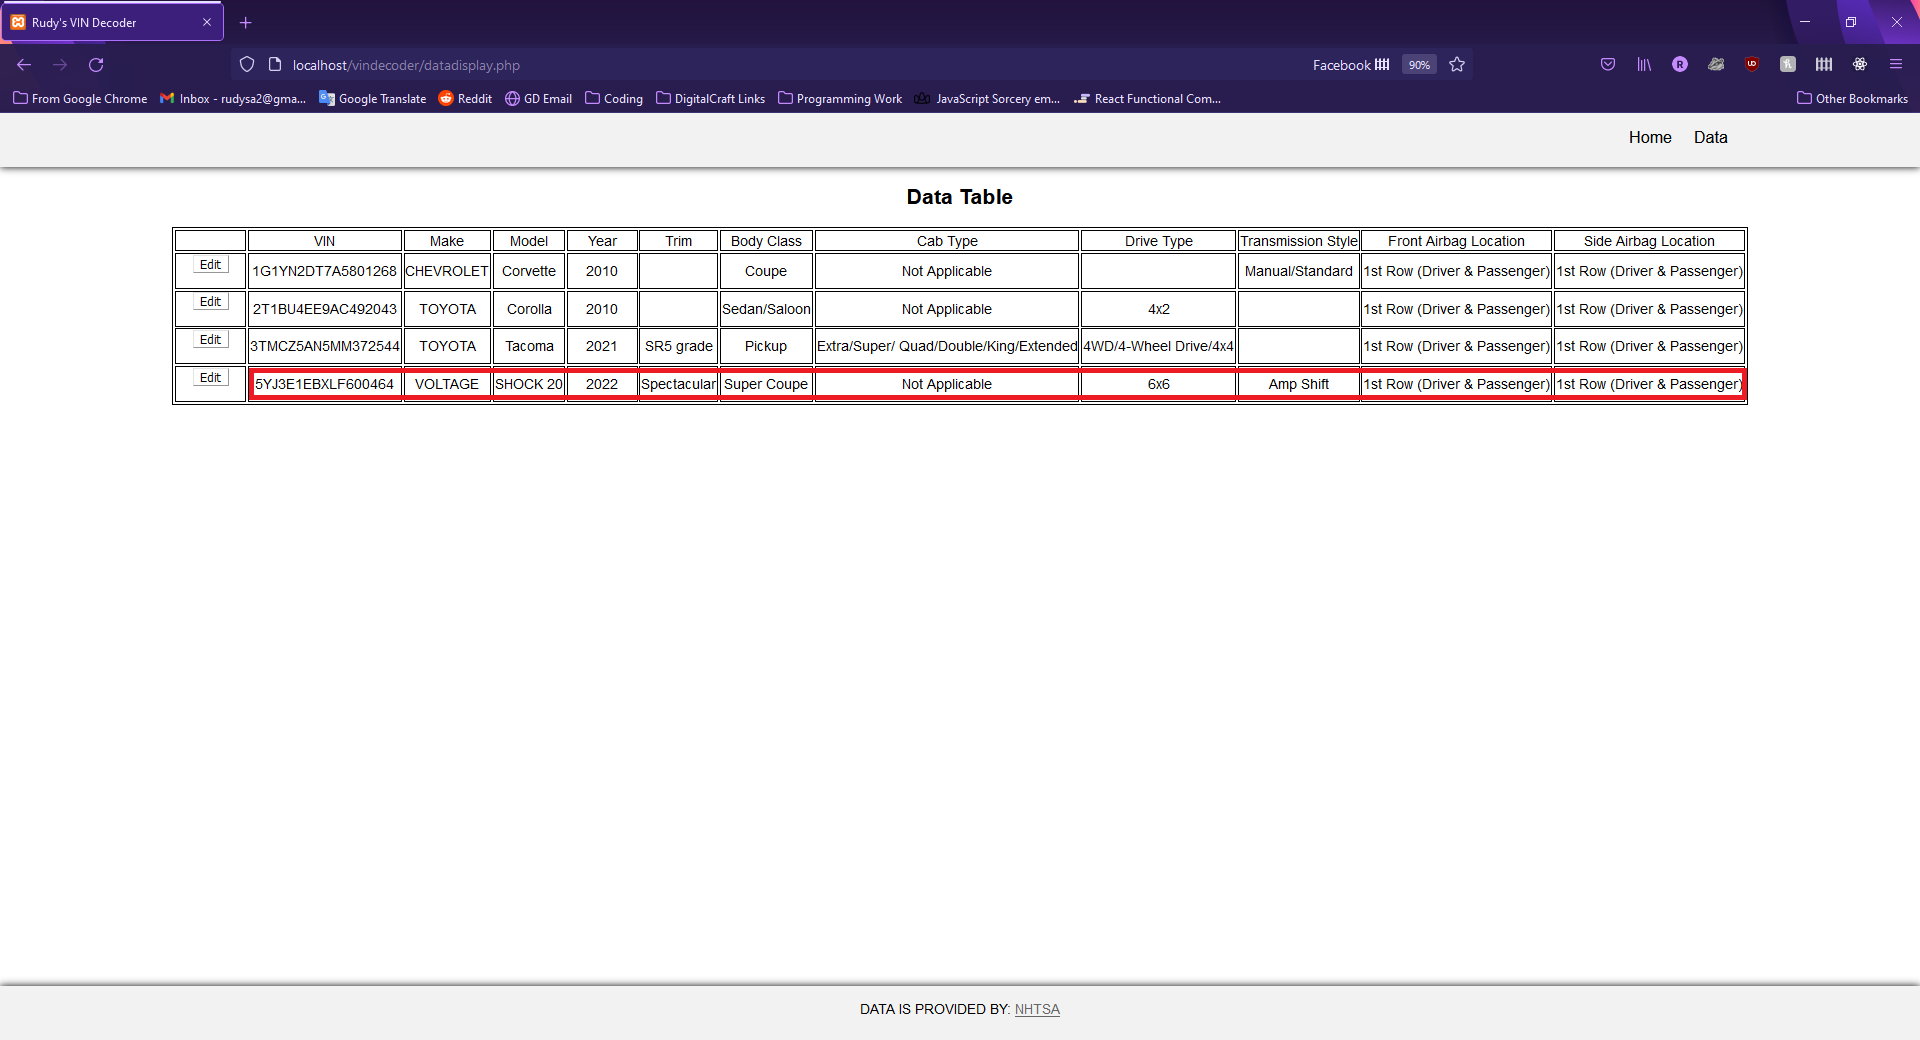 Rudy's VIN Decoder
localhost/vindecoder/datadisplay.php
Facebook
90%
From Google Chrome
Inbox - rudysa2@gma...
Google Translate
Reddit
GD Email
Coding
DigitalCraft Links
Programming Work
JavaScript Sorcery em...
React Functional Com...
Other Bookmarks
Home Data
Data Table
VIN Make Model Year Trim Body Class Cab Type Drive Type Transmission Style Front Airbag Location Side Airbag Location
Edit 1G1YN2DT7A5801268 CHEVROLET Corvette 2010 Coupe Not Applicable Manual/Standard 1st Row (Driver & Passenger) 1st Row (Driver & Passenger)
Edit 2T1BU4EE9AC492043 TOYOTA Corolla 2010 Sedan/Saloon Not Applicable 4x2 1st Row (Driver & Passenger) 1st Row (Driver & Passenger)
Edit 3TMCZ5AN5MM372544 TOYOTA Tacoma 2021 SR5 grade Pickup Extra/Super/ Quad/Double/King/Extended 4WD/4-Wheel Drive/4x4 1st Row (Driver & Passenger) 1st Row (Driver & Passenger)
Edit 5YJ3E1EBXLF600464 VOLTAGE SHOCK 20 2022 Spectacular Super Coupe Not Applicable 6x6 Amp Shift 1st Row (Driver & Passenger) 1st Row (Driver & Passenger)
DATA IS PROVIDED BY: NHTSA